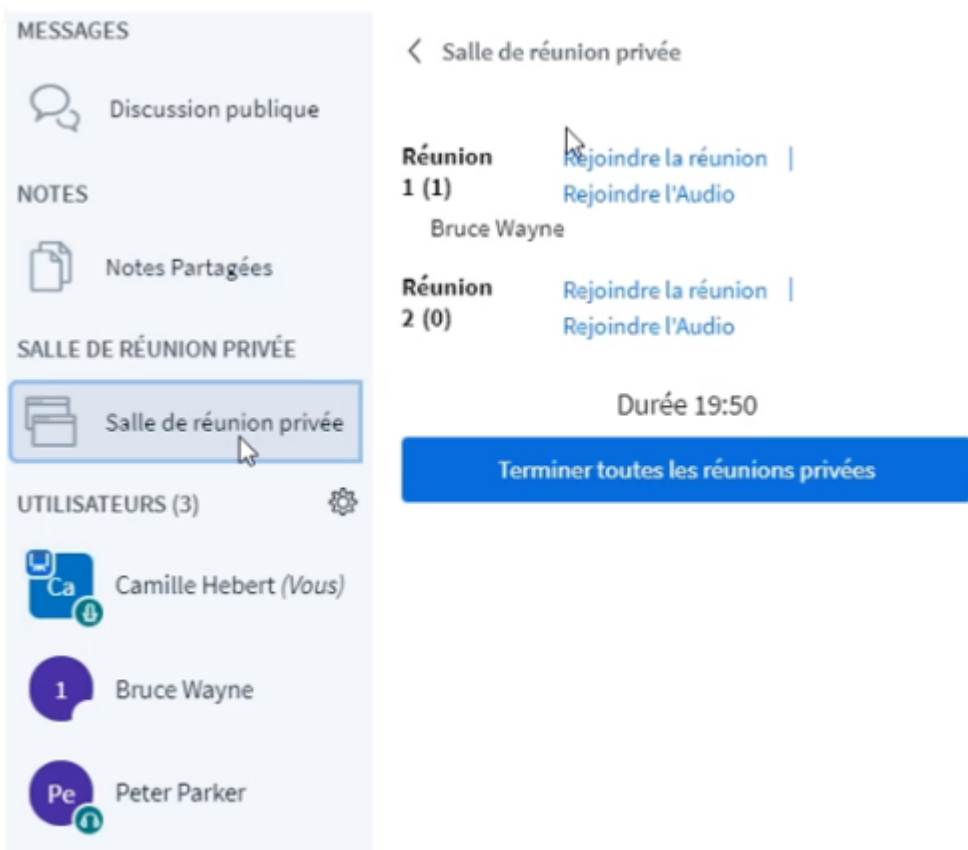 MESSAGES
Discussion publique
NOTES
Notes Partagées
SALLE DE RÉUNION PRIVÉE
Salle de réunion privée
UTILISATEURS (3)
Ca
Camille Hebert (Vous)
1
Bruce Wayne
Pe
Peter Parker
Salle de réunion privée
Réunion
1 (1)
Rejoindre la réunion |
Rejoindre l'Audio
Bruce Wayne
Réunion
2 (0)
Rejoindre la réunion |
Rejoindre l'Audio
Durée 19:50
Terminer toutes les réunions privées